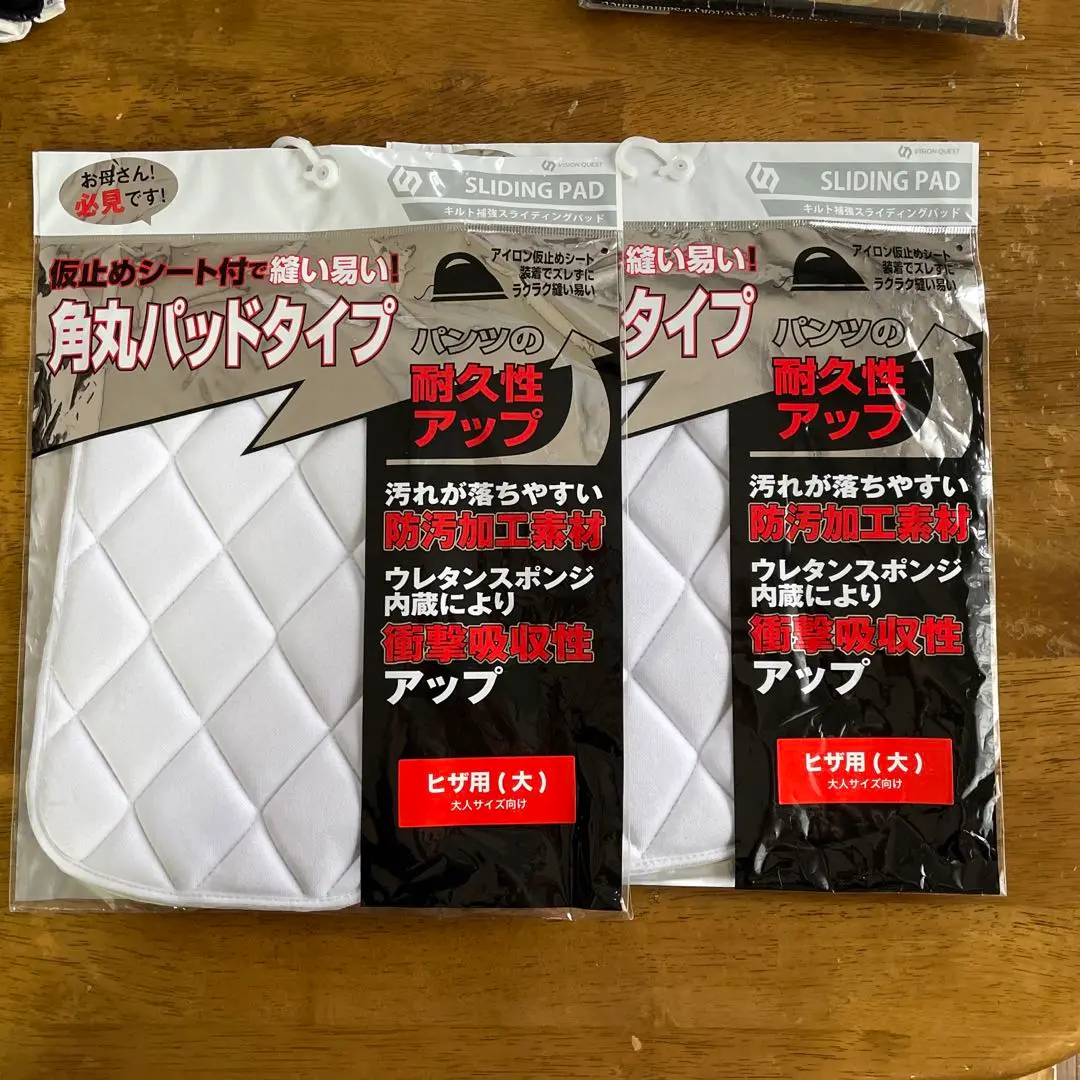 お母さん!
必見です!
VISION QUEST
SLIDING PAD
キルト補強スライディングパッド
仮止めシート付で縫い易い!
角丸パッドタイプ
アイロン仮止めシート
装着でズレずに
ラクラク縫い易い
パンツの
耐久性
アップ
汚れが落ちやすい
防汚加工素材
ウレタンスポンジ
内蔵により
衝撃吸収性
アップ
ヒザ用(大)
大人サイズ向け
VISION QUEST
SLIDING PAD
キルト補強スライディングパッド
縫い易い!
タイプ
アイロン仮止めシート
装着でズレずに
ラクラク縫い易い
パンツの
耐久性
アップ
汚れが落ちやすい
防汚加工素材
ウレタンスポンジ
内蔵により
衝撃吸収性
アップ
ヒザ用(大)
大人サイズ向け